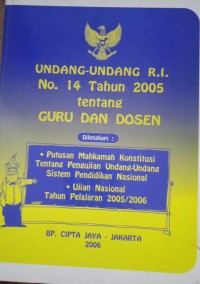 UNDANG-UNDANG R.I.
No. 14 Tahun 2005
tentang
GURU DAN DOSEN
Dilengkapi :
• Putusan Mahkamah Konstitusi
Tentang Pengujian Undang-Undang
Sistem Pendidikan Nasional
• Ujian Nasional
Tahun Pelajaran 2005/2006
BP. CIPTA JAYA - JAKARTA
2006